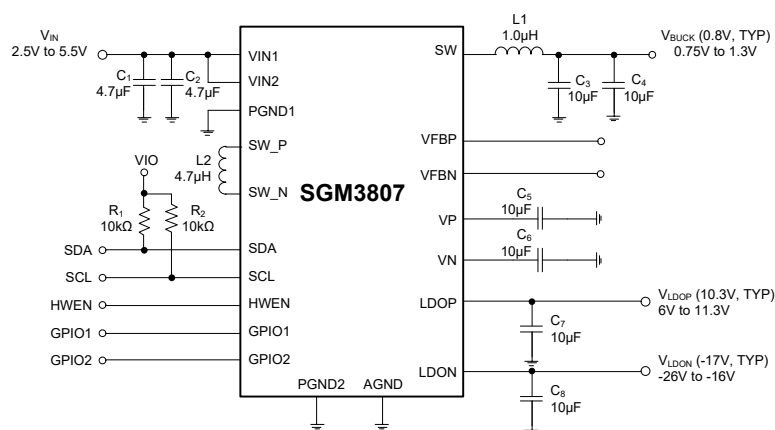 VIN
2.5V to 5.5V
C1
4.7μF
C2
4.7μF
VIN1
VIN2
PGND1
SW_P
L2
4.7μH
SW_N
VIO
R1
10kΩ
R2
10kΩ
SDA
SCL
HWEN
GPIO1
GPIO2
SDA
SCL
HWEN
GPIO1
GPIO2
SGM3807
PGND2
AGND
SW
VFBP
VFBN
VP
VN
LDOP
LDON
L1
1.0μH
C3
10μF
C4
10μF
VBUCK (0.8V, TYP)
0.75V to 1.3V
C5
10μF
C6
10μF
VLDOP (10.3V, TYP)
6V to 11.3V
C7
10μF
VLDON (-17V, TYP)
-26V to -16V
C8
10μF